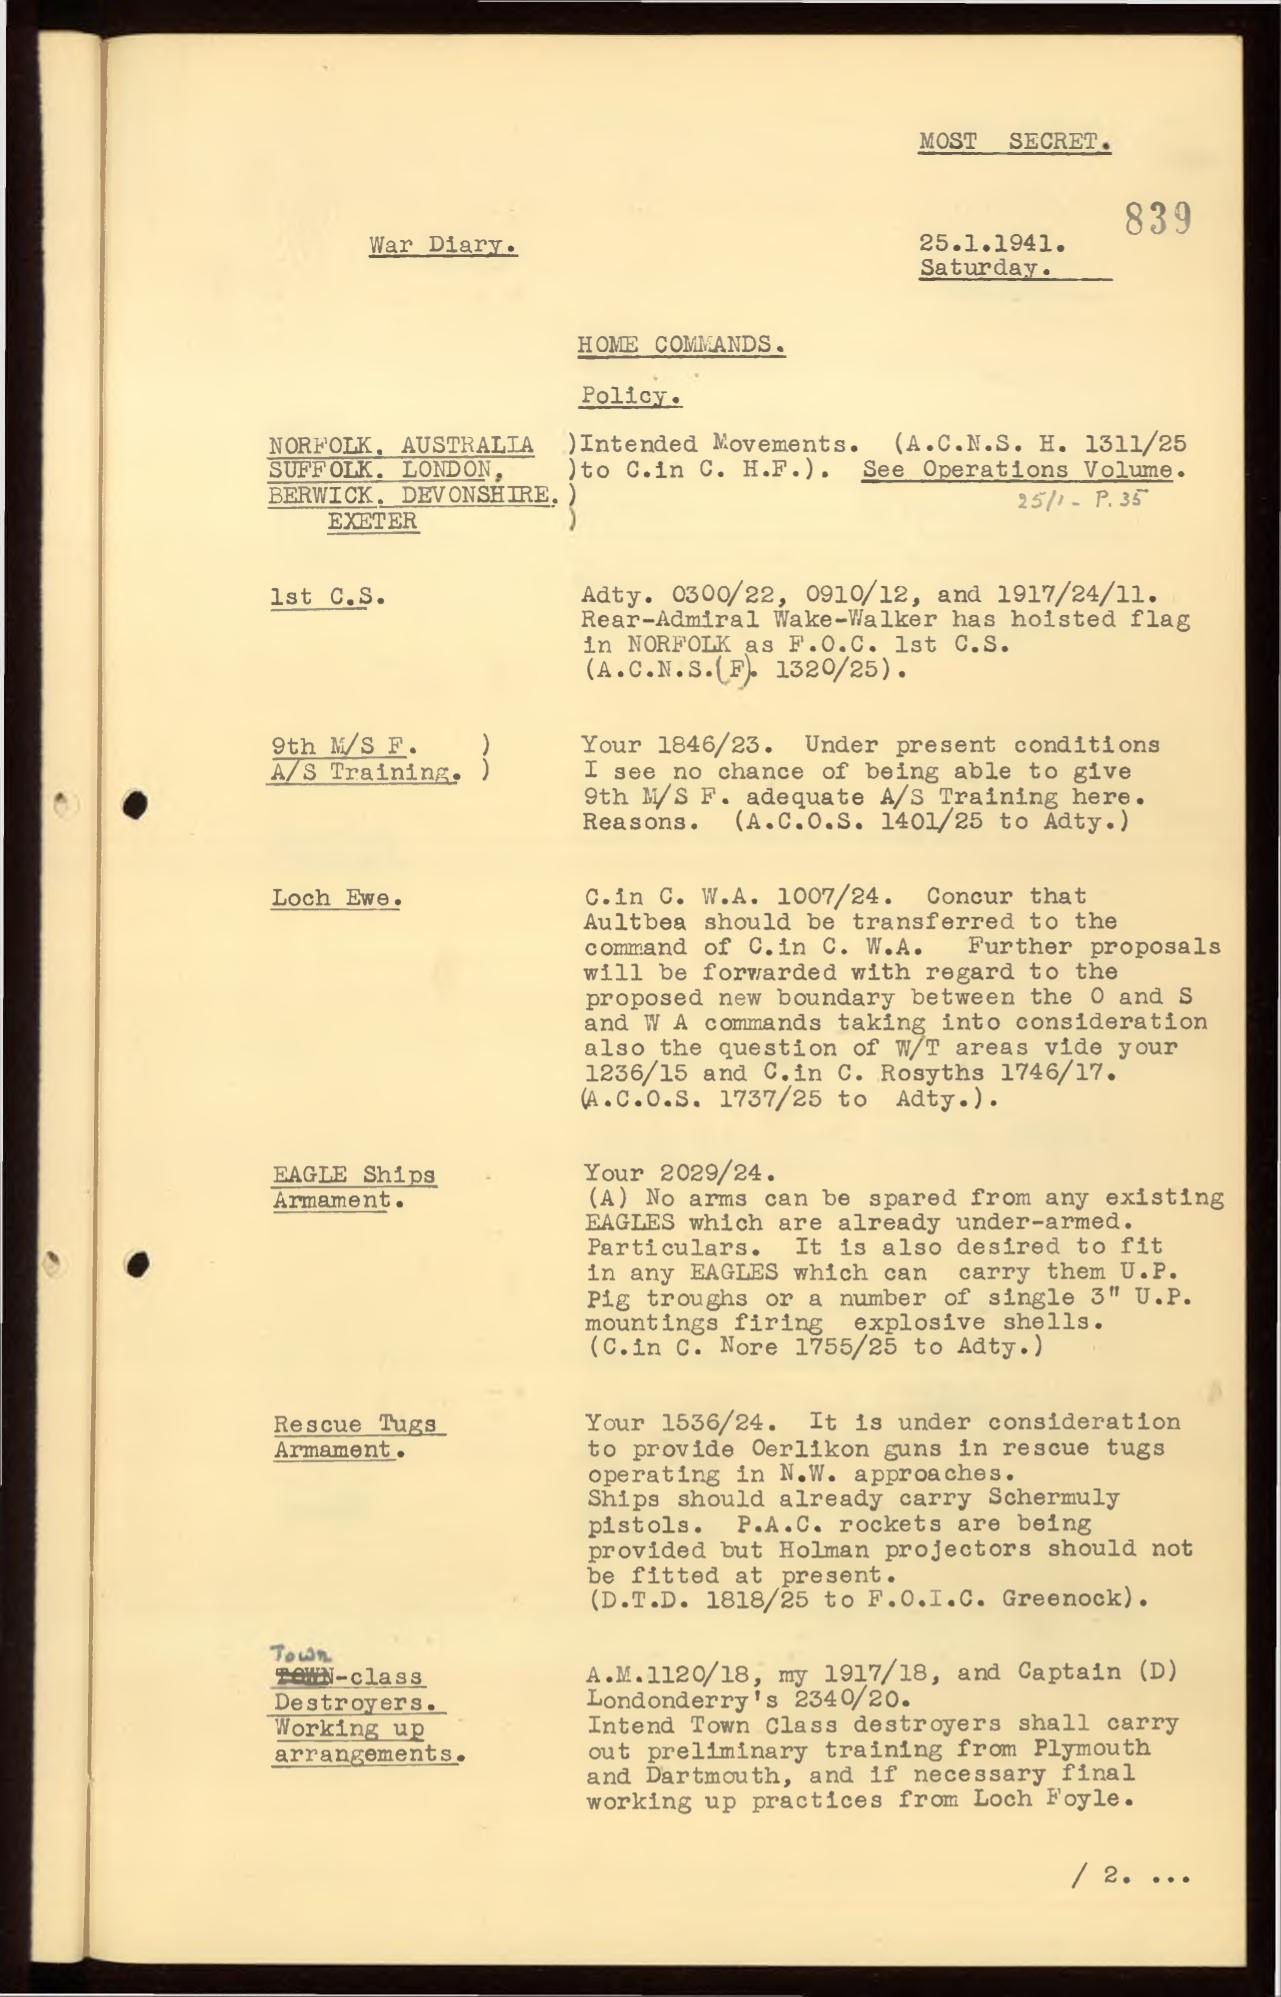 MOST SECRET.
839
War Diary. 25.1.1941.
Saturday.
HOME COMMANDS.
Policy.
NORFOLK. AUSTRALIA )Intended Movements. (A.C.N.S. H. 1311/25
SUFFOLK. LONDON, )to C.in C. H.F.). See Operations Volume.
BERWICK. DEVONSHIRE. ) 25/1 - P. 35
EXETER )
1st C.S. Adty. 0300/22, 0910/12, and 1917/24/11.
Rear-Admiral Wake-Walker has hoisted flag
in NORFOLK as F.O.C. 1st C.S.
(A.C.N.S.(F). 1320/25).
9th M/S F. ) Your 1846/23. Under present conditions
A/S Training. ) I see no chance of being able to give
9th M/S F. adequate A/S Training here.
Reasons. (A.C.O.S. 1401/25 to Adty.)
Loch Ewe. C.in C. W.A. 1007/24. Concur that
Aultbea should be transferred to the
command of C.in C. W.A. Further proposals
will be forwarded with regard to the
proposed new boundary between the O and S
and W A commands taking into consideration
also the question of W/T areas vide your
1236/15 and C.in C. Rosyths 1746/17.
(A.C.O.S. 1737/25 to Adty.).
EAGLE Ships Your 2029/24.
Armament. (A) No arms can be spared from any existing
EAGLES which are already under-armed.
Particulars. It is also desired to fit
in any EAGLES which can carry them U.P.
Pig troughs or a number of single 3" U.P.
mountings firing explosive shells.
(C.in C. Nore 1755/25 to Adty.)
Rescue Tugs Your 1536/24. It is under consideration
Armament. to provide Oerlikon guns in rescue tugs
operating in N.W. approaches.
Ships should already carry Schermuly
pistols. P.A.C. rockets are being
provided but Holman projectors should not
be fitted at present.
(D.T.D. 1818/25 to F.O.I.C. Greenock).
Town
TOWN-class A.M.1120/18, my 1917/18, and Captain (D)
Destroyers. Londonderry's 2340/20.
Working up Intend Town Class destroyers shall carry
arrangements. out preliminary training from Plymouth
and Dartmouth, and if necessary final
working up practices from Loch Foyle.
/ 2. ...